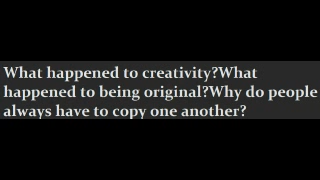 What happened to creativity?What
happened to being original?Why do people
always have to copy one another?